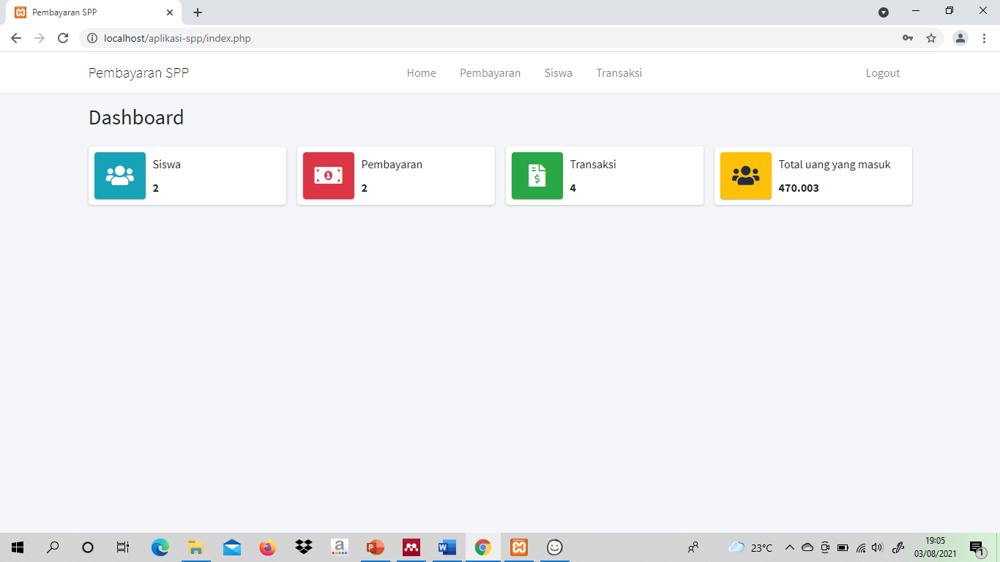 Pembayaran SPP
localhost/aplikasi-spp/index.php
Pembayaran SPP Home Pembayaran Siswa Transaksi Logout
Dashboard
Siswa
2
Pembayaran
2
Transaksi
4
Total uang yang masuk
470.003
23°C
19:05
03/08/2021
1